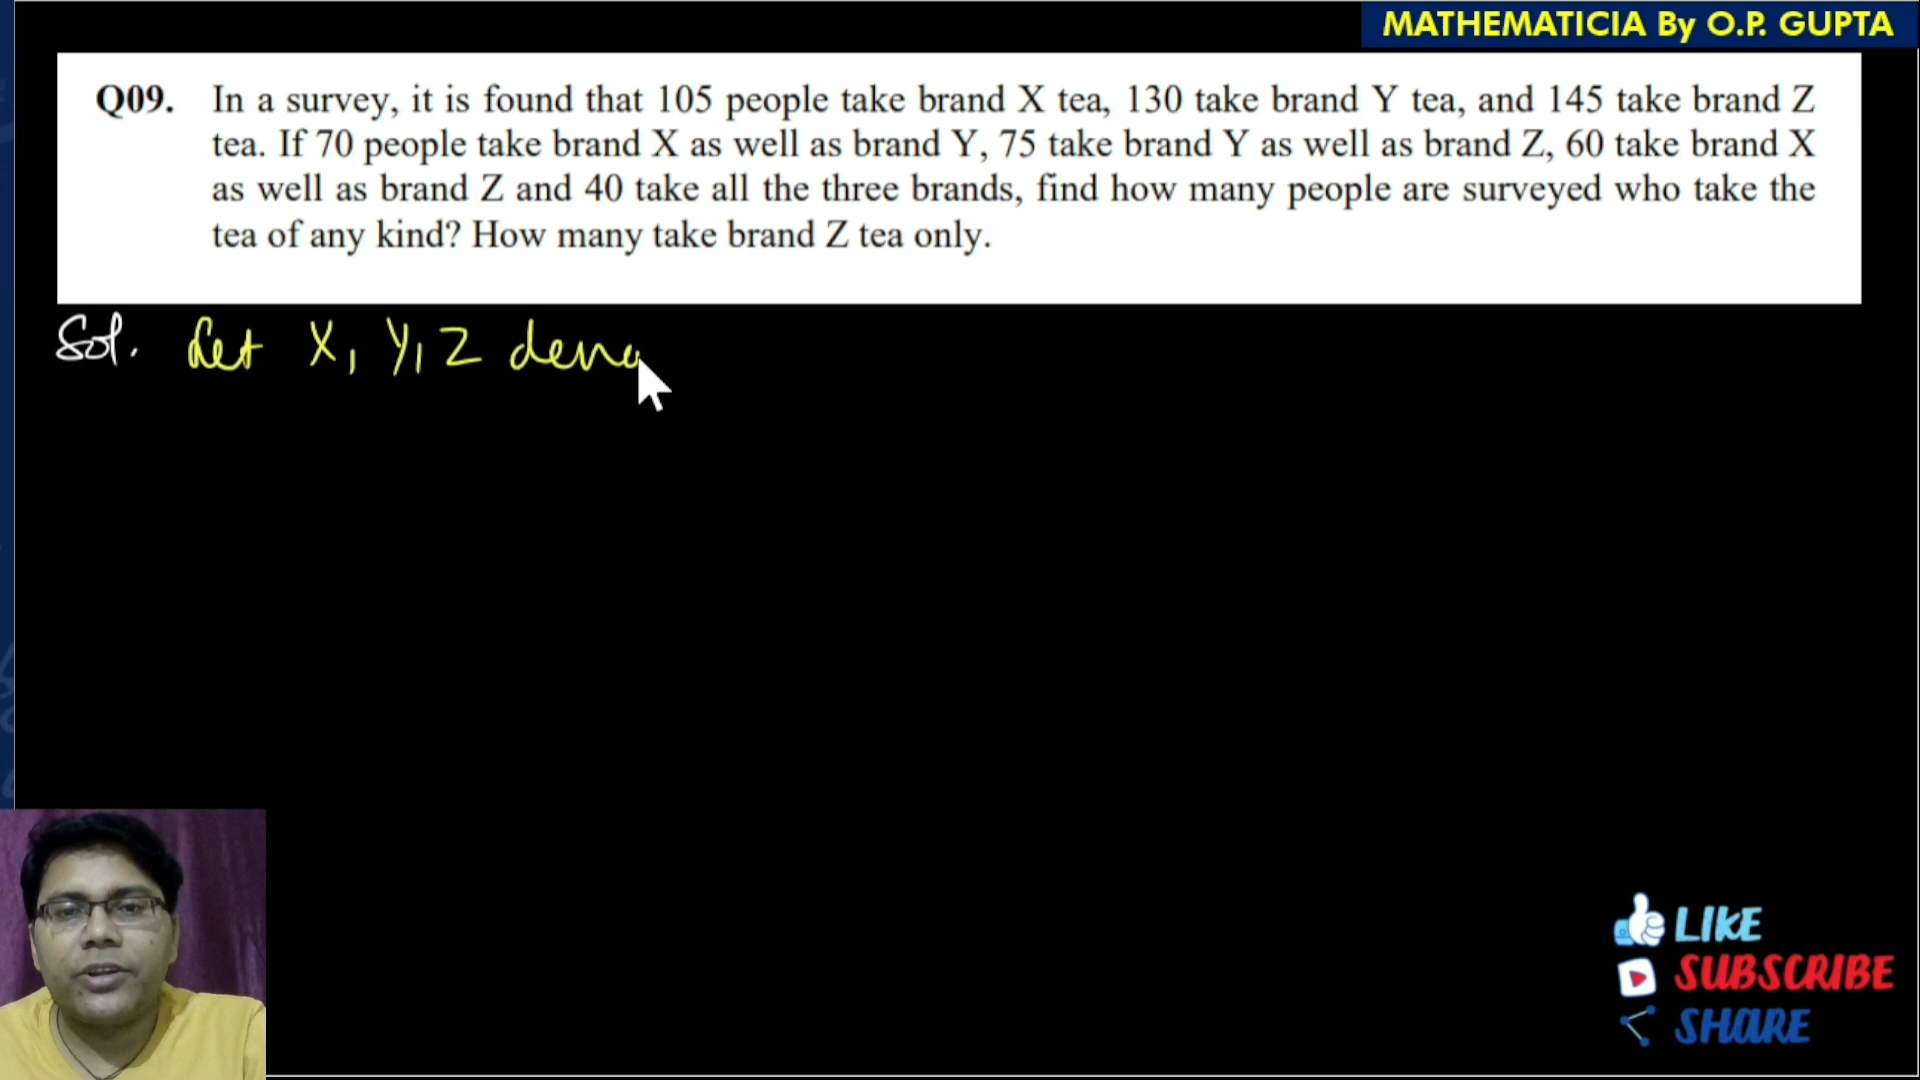 MATHEMATICIA By O.P. GUPTA
Q09. In a survey, it is found that 105 people take brand X tea, 130 take brand Y tea, and 145 take brand Z
tea. If 70 people take brand X as well as brand Y, 75 take brand Y as well as brand Z, 60 take brand X
as well as brand Z and 40 take all the three brands, find how many people are surveyed who take the
tea of any kind? How many take brand Z tea only.
Sol. Let X, Y, Z deno
LIKE
SUBSCRIBE
SHARE